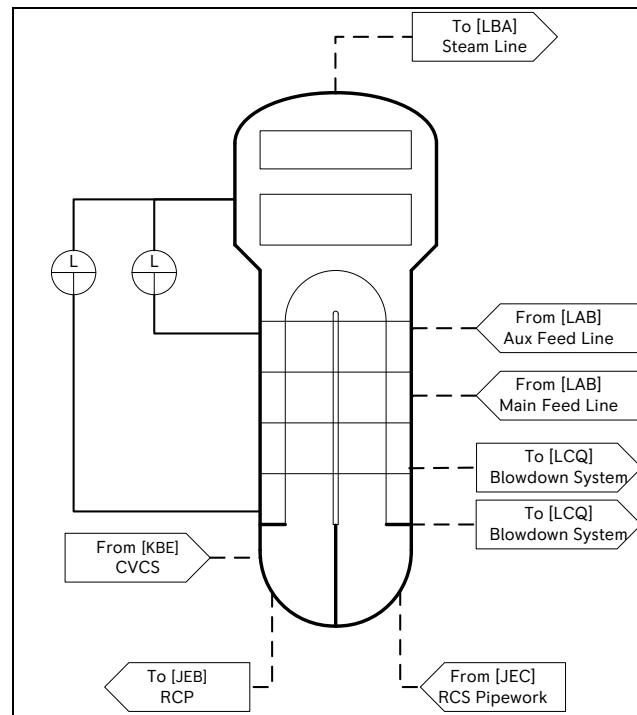 To [LBA]
Steam Line
L
L
From [LAB]
Aux Feed Line
From [LAB]
Main Feed Line
To [LCQ]
Blowdown System
To [LCQ]
Blowdown System
From [KBE]
CVCS
To [JEB]
RCP
From [JEC]
RCS Pipework